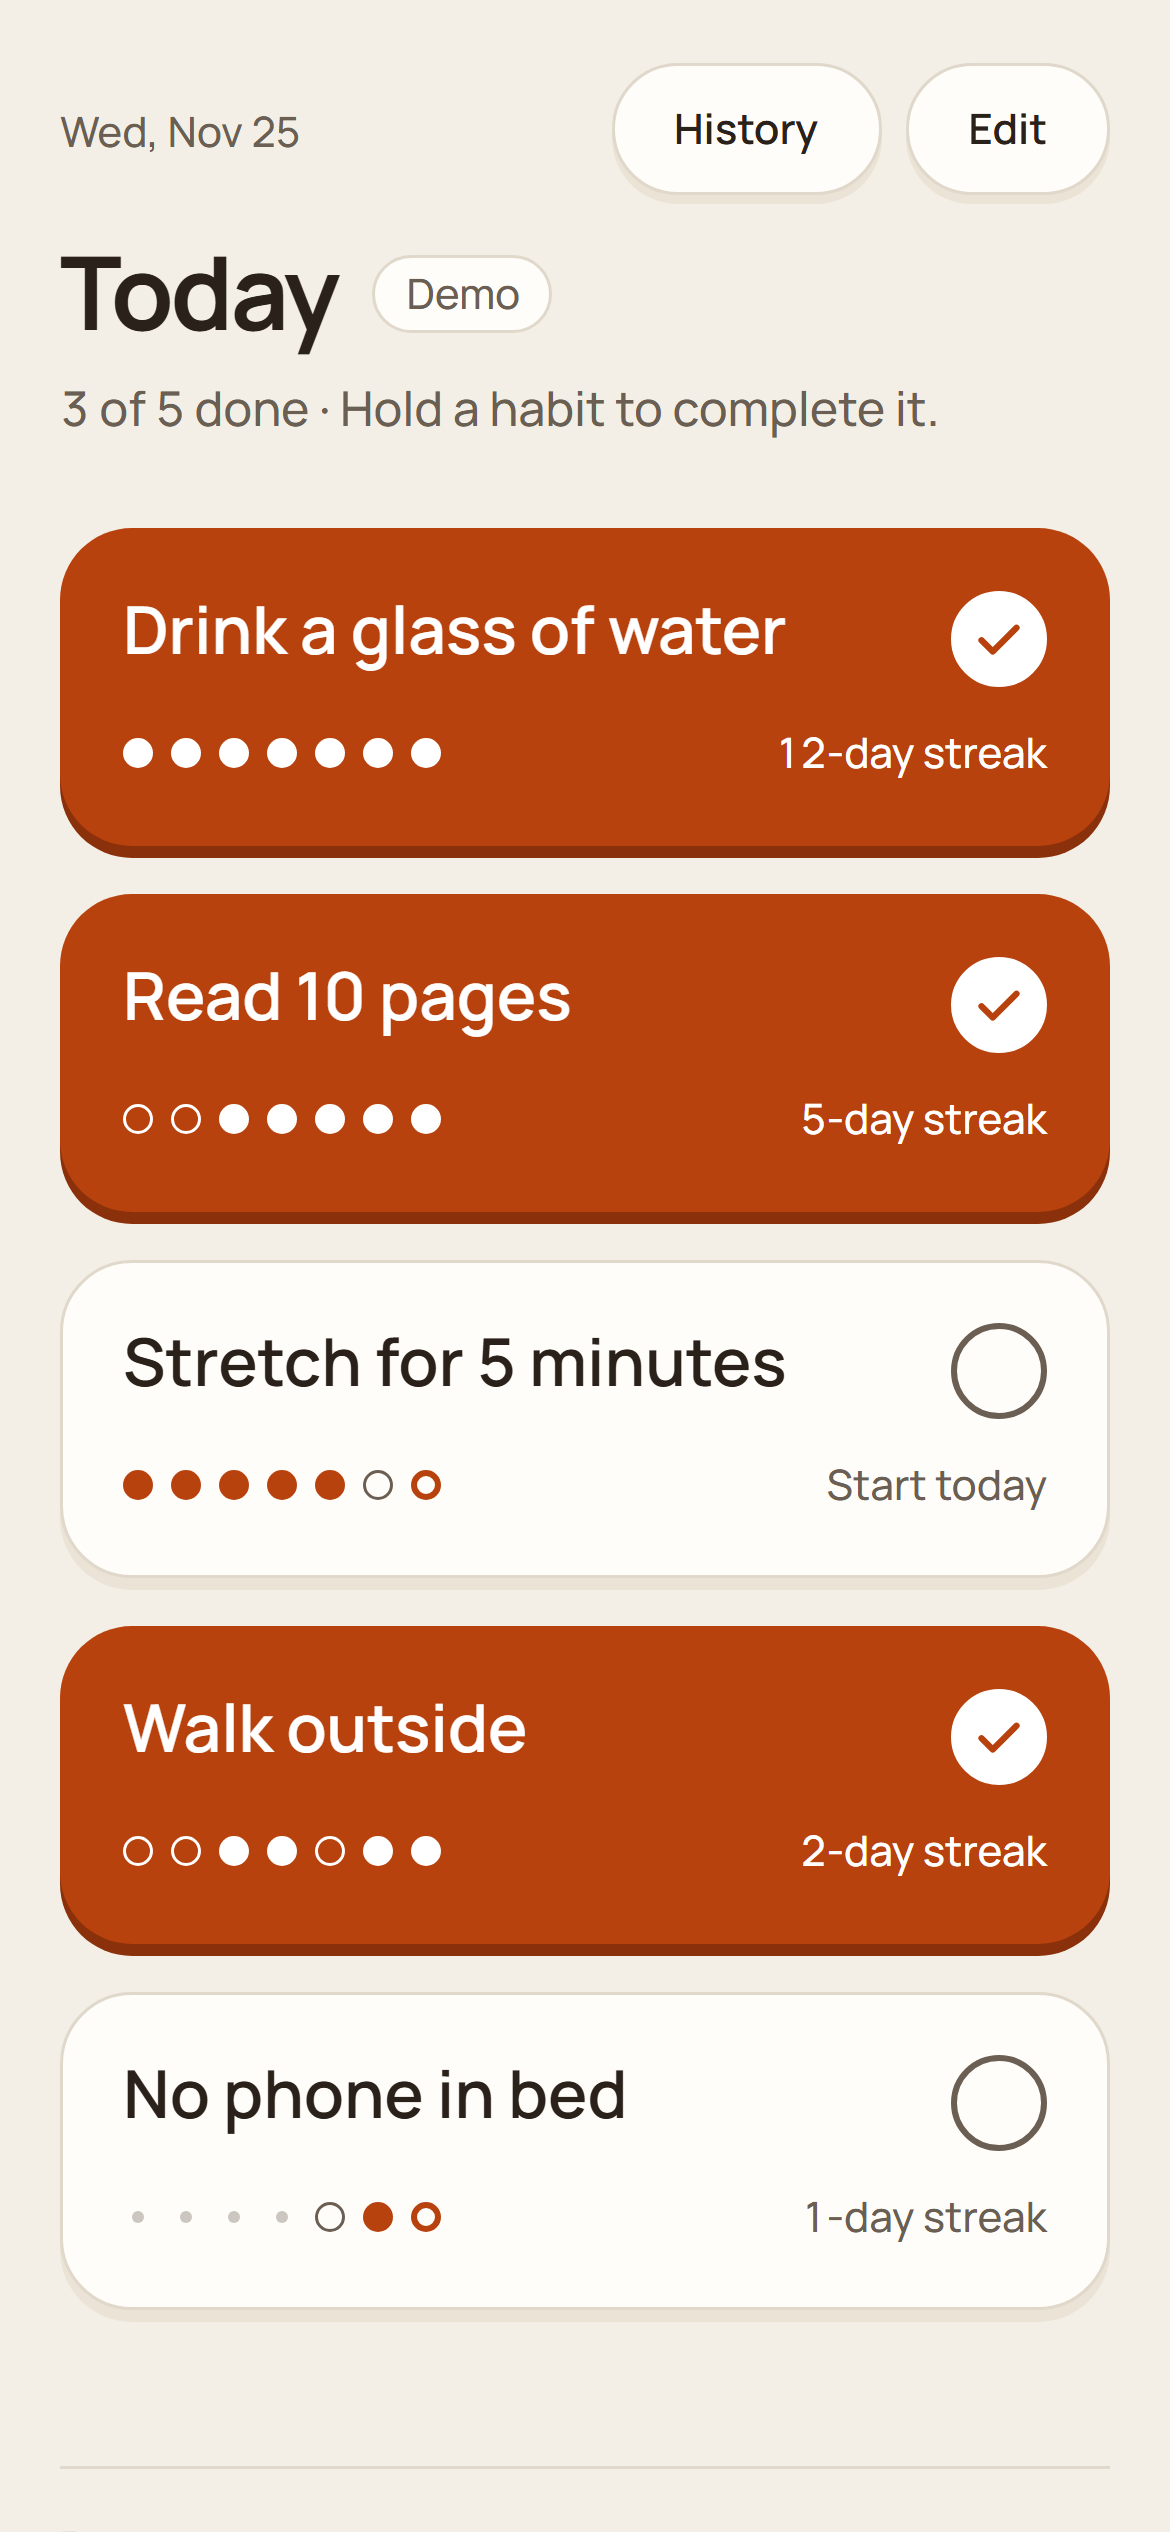 Wed, Nov 25
History
Edit
Today
Demo
3 of 5 done · Hold a habit to complete it.
Drink a glass of water
12-day streak
Read 10 pages
5-day streak
Stretch for 5 minutes
Start today
Walk outside
2-day streak
No phone in bed
1-day streak